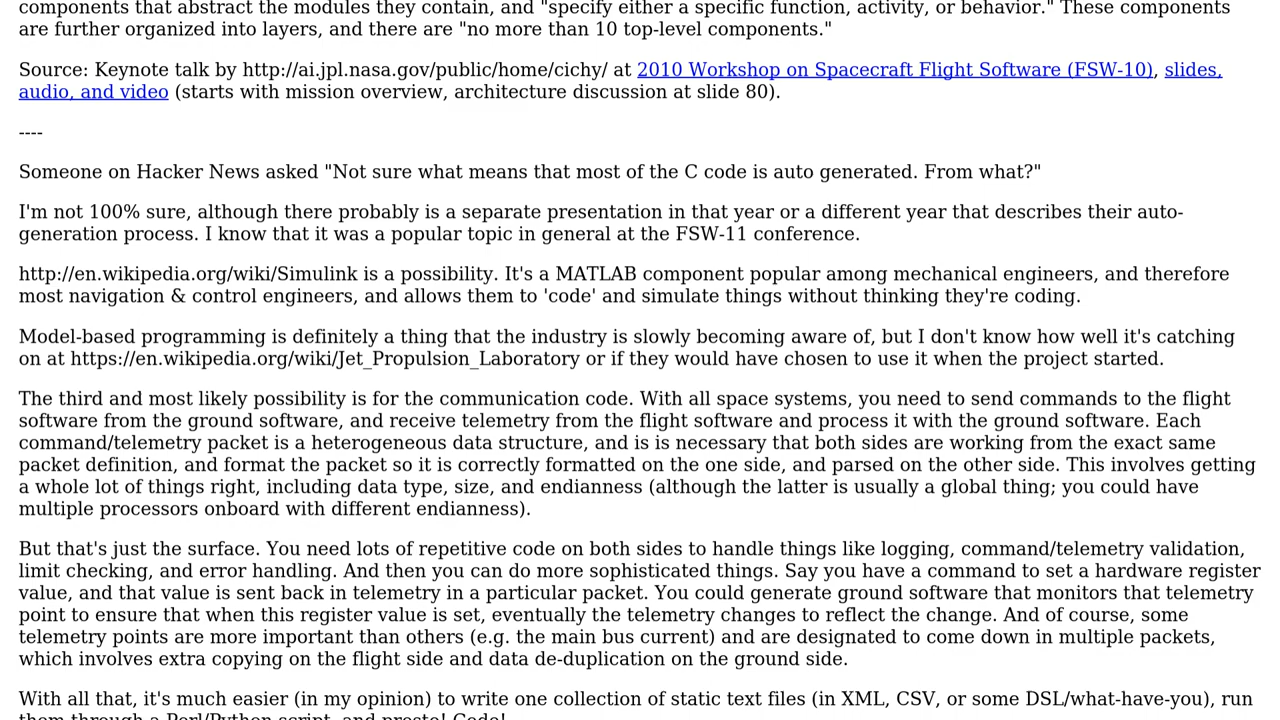 components that abstract the modules they contain, and "specify either a specific function, activity, or behavior." These components
are further organized into layers, and there are "no more than 10 top-level components."
Source: Keynote talk by http://ai.jpl.nasa.gov/public/home/cichy/ at 2010 Workshop on Spacecraft Flight Software (FSW-10), slides,
audio, and video (starts with mission overview, architecture discussion at slide 80).
----
Someone on Hacker News asked "Not sure what means that most of the C code is auto generated. From what?"
I'm not 100% sure, although there probably is a separate presentation in that year or a different year that describes their auto-
generation process. I know that it was a popular topic in general at the FSW-11 conference.
http://en.wikipedia.org/wiki/Simulink is a possibility. It's a MATLAB component popular among mechanical engineers, and therefore
most navigation & control engineers, and allows them to 'code' and simulate things without thinking they're coding.
Model-based programming is definitely a thing that the industry is slowly becoming aware of, but I don't know how well it's catching
on at https://en.wikipedia.org/wiki/Jet_Propulsion_Laboratory or if they would have chosen to use it when the project started.
The third and most likely possibility is for the communication code. With all space systems, you need to send commands to the flight
software from the ground software, and receive telemetry from the flight software and process it with the ground software. Each
command/telemetry packet is a heterogeneous data structure, and is is necessary that both sides are working from the exact same
packet definition, and format the packet so it is correctly formatted on the one side, and parsed on the other side. This involves getting
a whole lot of things right, including data type, size, and endianness (although the latter is usually a global thing; you could have
multiple processors onboard with different endianness).
But that's just the surface. You need lots of repetitive code on both sides to handle things like logging, command/telemetry validation,
limit checking, and error handling. And then you can do more sophisticated things. Say you have a command to set a hardware register
value, and that value is sent back in telemetry in a particular packet. You could generate ground software that monitors that telemetry
point to ensure that when this register value is set, eventually the telemetry changes to reflect the change. And of course, some
telemetry points are more important than others (e.g. the main bus current) and are designated to come down in multiple packets,
which involves extra copying on the flight side and data de-duplication on the ground side.
With all that, it's much easier (in my opinion) to write one collection of static text files (in XML, CSV, or some DSL/what-have-you), run
them through a Perl/Python script, and presto! Code!